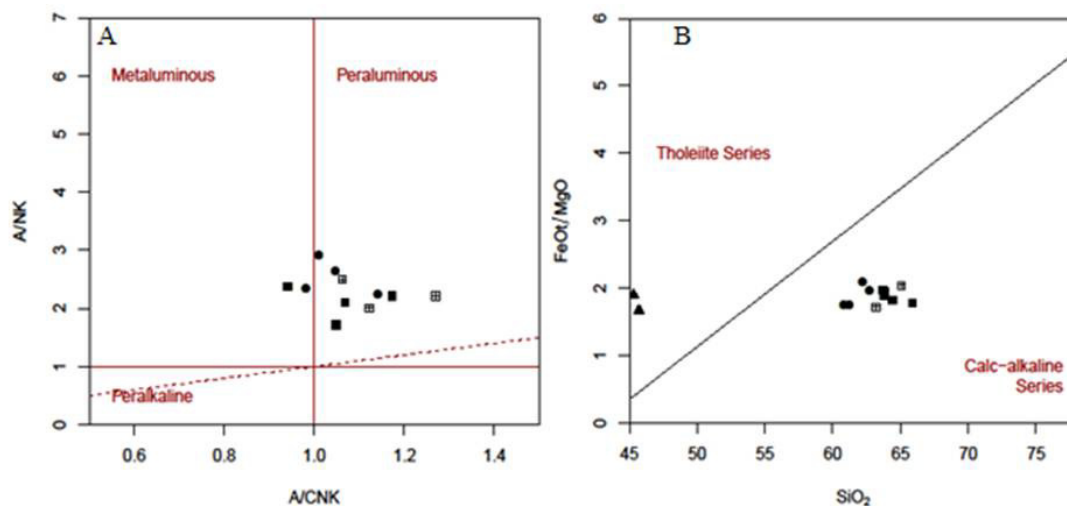 A
Metaluminous
Peraluminous
Peralkaline
7
6
5
4
3
2
1
0
A/NK
0.6 0.8 1.0 1.2 1.4
A/CNK
B
Tholeiite Series
Calc-alkaline
Series
6
5
4
3
2
1
0
FeOt/MgO
45 50 55 60 65 70 75
SiO₂